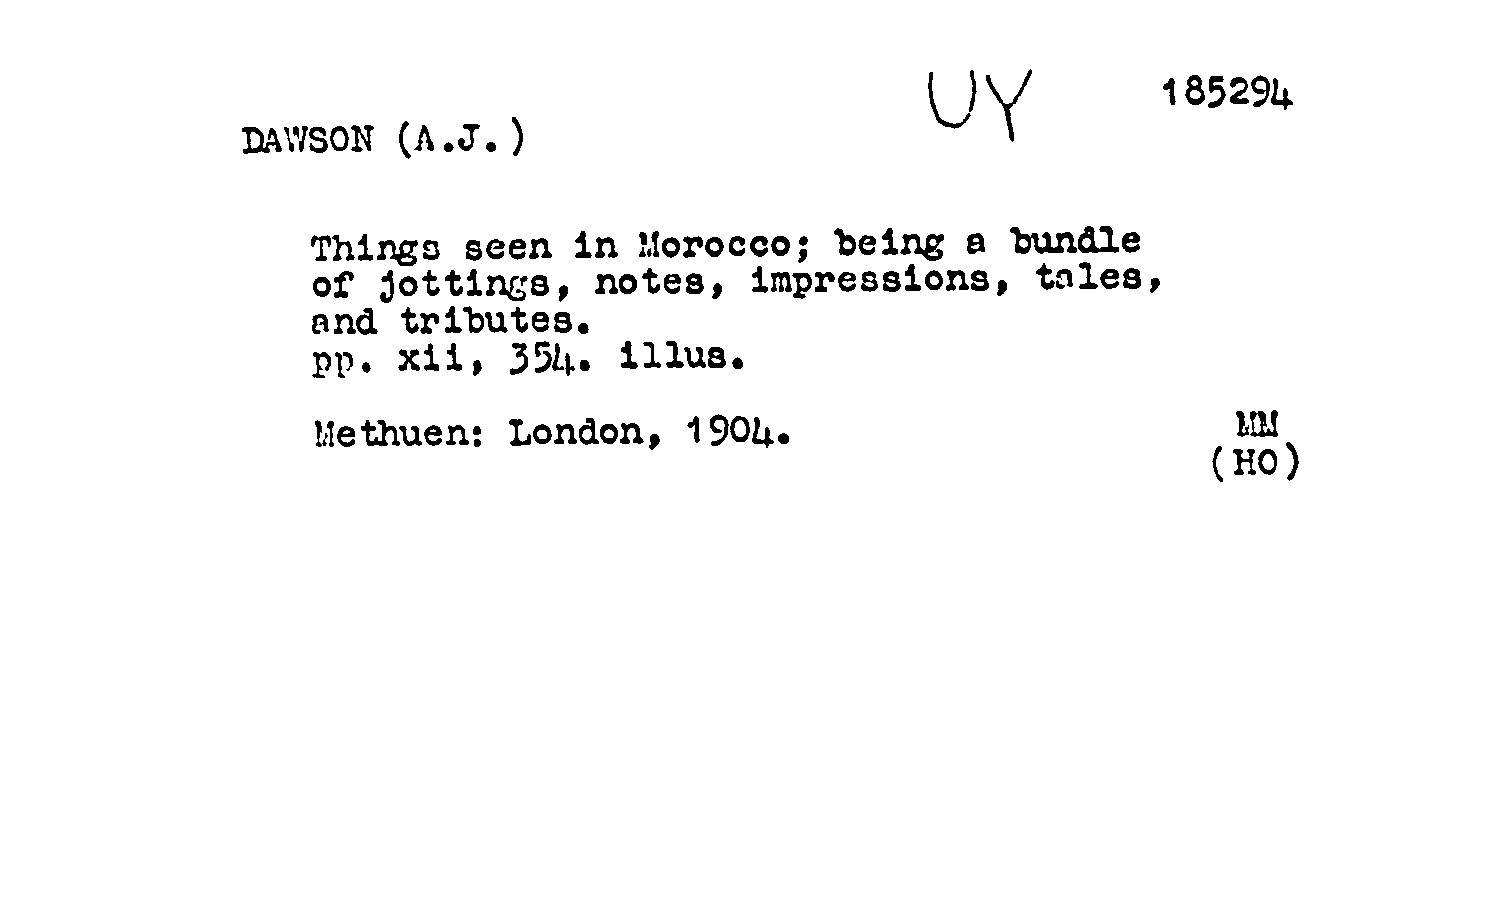 UY 185294
DAWSON (A.J.)
Things seen in Morocco; being a bundle
of jottings, notes, impressions, tales,
and tributes.
pp. xii, 354. illus.
Methuen: London, 1904. MM
(HO)